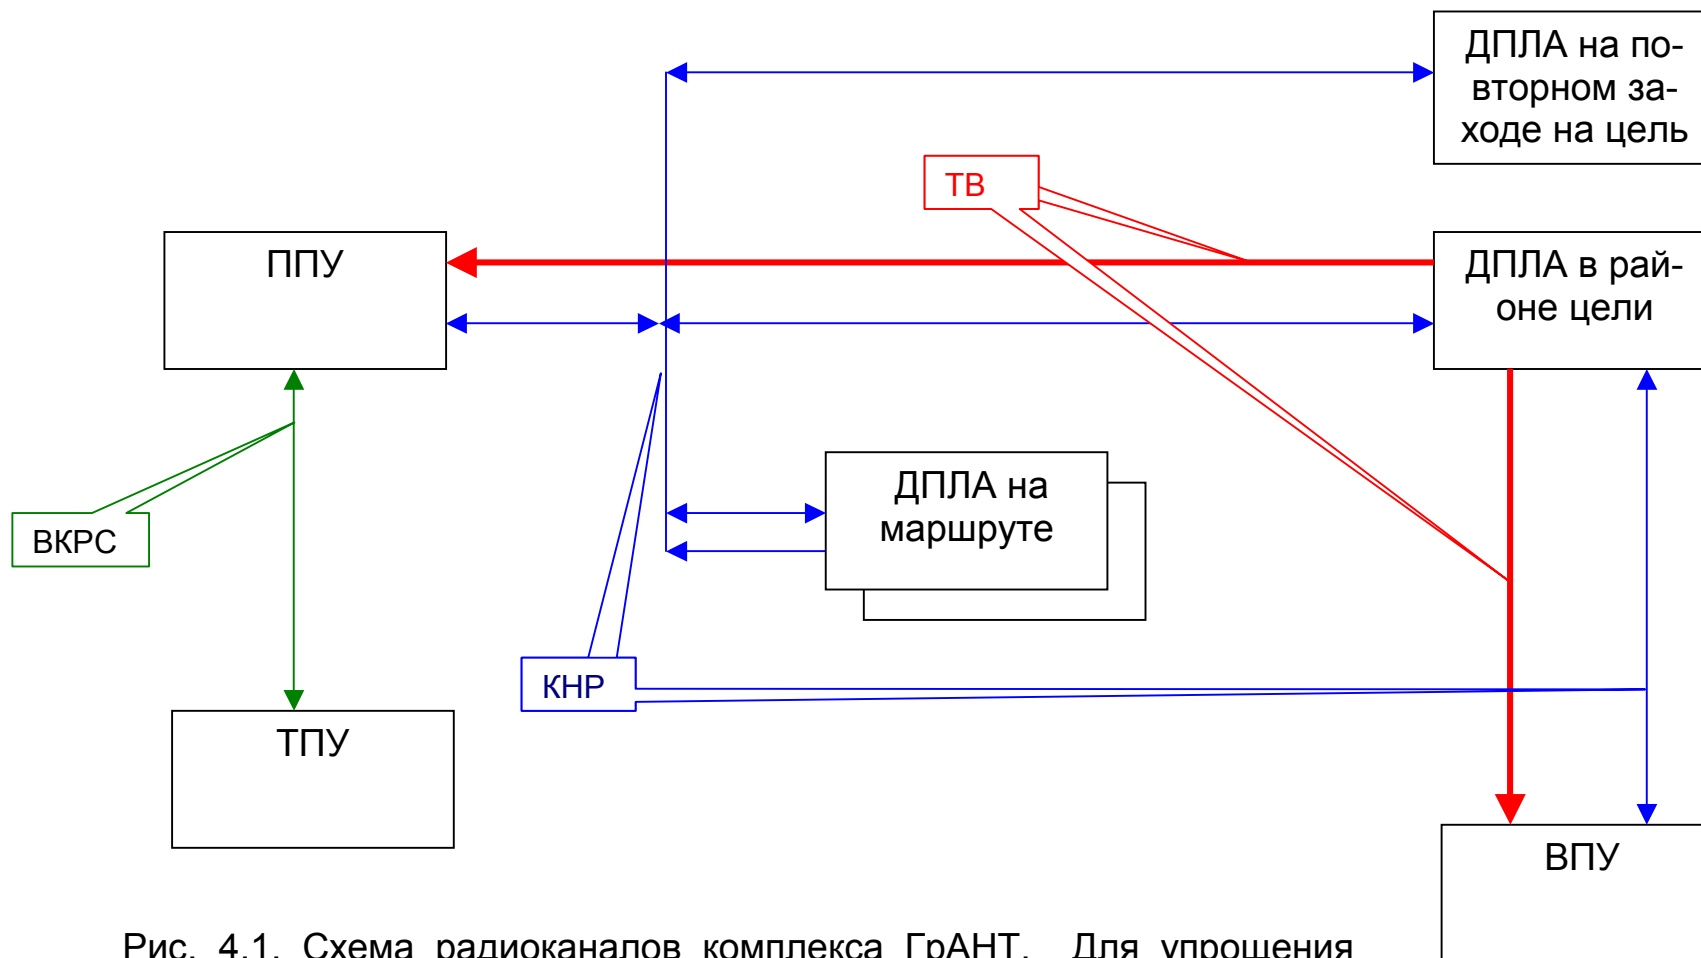 ДПЛА на по-
вторном за-
ходе на цель
ТВ
ППУ
ДПЛА в рай-
оне цели
ДПЛА на
маршруте
ВКРС
КНР
ТПУ
ВПУ
Рис. 4.1. Схема радиоканалов комплекса ГрАНТ. Для упрощения